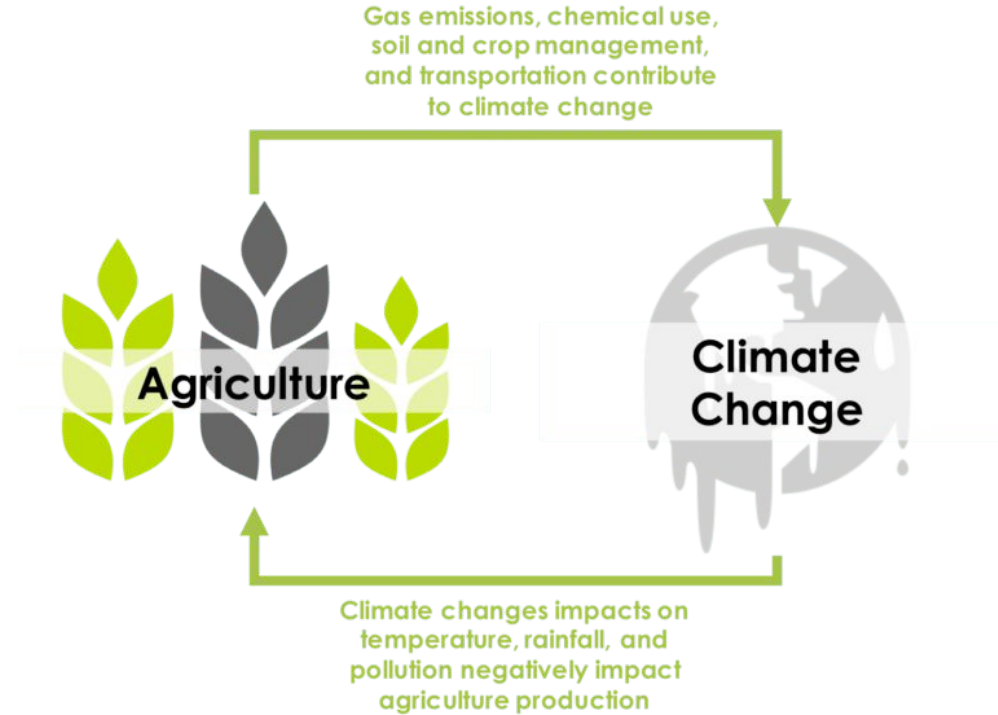 Gas emissions, chemical use,
soil and crop management,
and transportation contribute
to climate change
Agriculture
Climate
Change
Climate changes impacts on
temperature, rainfall, and
pollution negatively impact
agriculture production